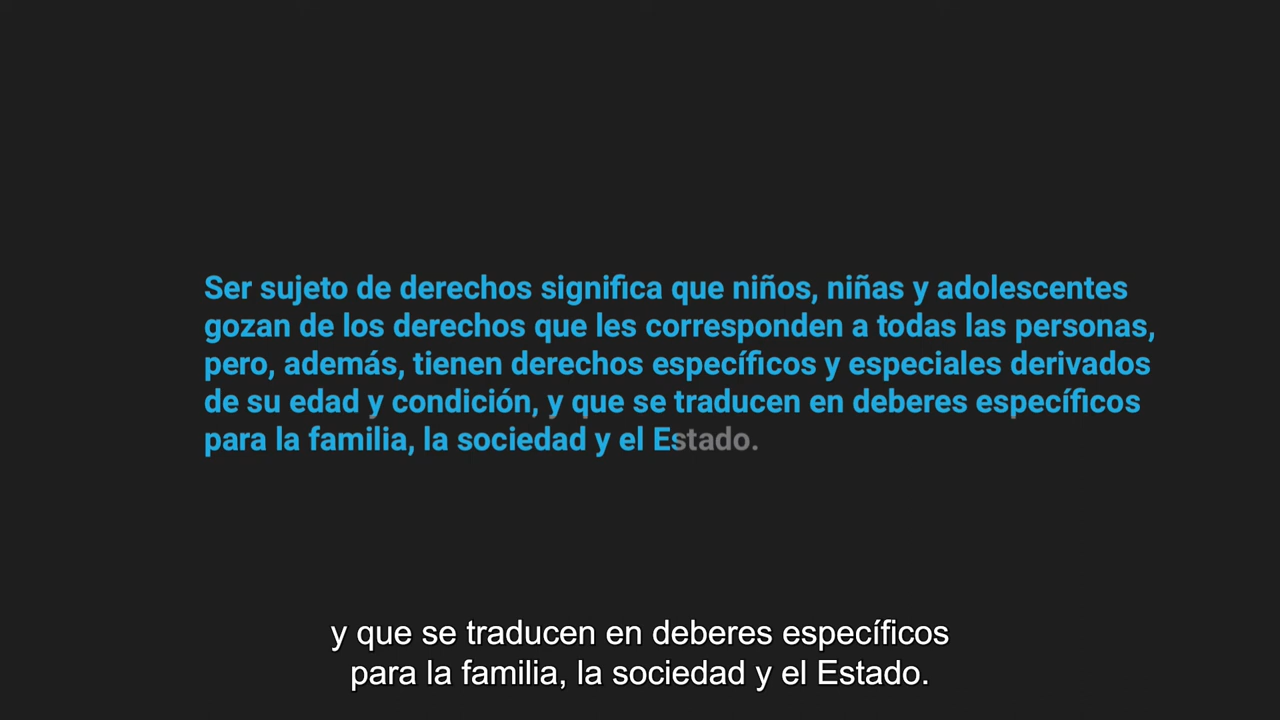 Ser sujeto de derechos significa que niños, niñas y adolescentes
gozan de los derechos que les corresponden a todas las personas,
pero, además, tienen derechos específicos y especiales derivados
de su edad y condición, y que se traducen en deberes específicos
para la familia, la sociedad y el Estado.
y que se traducen en deberes específicos
para la familia, la sociedad y el Estado.